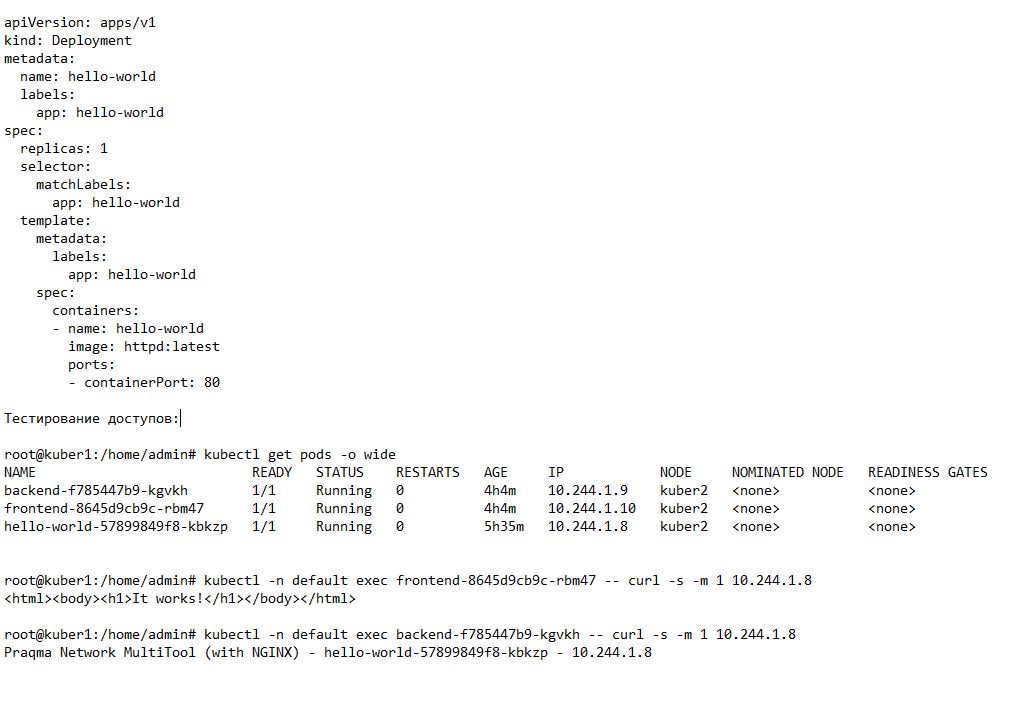 apiVersion: apps/v1
kind: Deployment
metadata:
  name: hello-world
  labels:
    app: hello-world
spec:
  replicas: 1
  selector:
    matchLabels:
      app: hello-world
  template:
    metadata:
      labels:
        app: hello-world
    spec:
      containers:
      - name: hello-world
        image: httpd:latest
        ports:
        - containerPort: 80

Тестирование доступов:

root@kuber1:/home/admin# kubectl get pods -o wide
NAME                           READY   STATUS    RESTARTS   AGE     IP            NODE     NOMINATED NODE   READINESS GATES
backend-f785447b9-kgvkh        1/1     Running   0          4h4m    10.244.1.9    kuber2   <none>           <none>
frontend-8645d9cb9c-rbm47      1/1     Running   0          4h4m    10.244.1.10   kuber2   <none>           <none>
hello-world-57899849f8-kbkzp   1/1     Running   0          5h35m   10.244.1.8    kuber2   <none>           <none>


root@kuber1:/home/admin# kubectl -n default exec frontend-8645d9cb9c-rbm47 -- curl -s -m 1 10.244.1.8
<html><body><h1>It works!</h1></body></html>

root@kuber1:/home/admin# kubectl -n default exec backend-f785447b9-kgvkh -- curl -s -m 1 10.244.1.8
Praqma Network MultiTool (with NGINX) - hello-world-57899849f8-kbkzp - 10.244.1.8